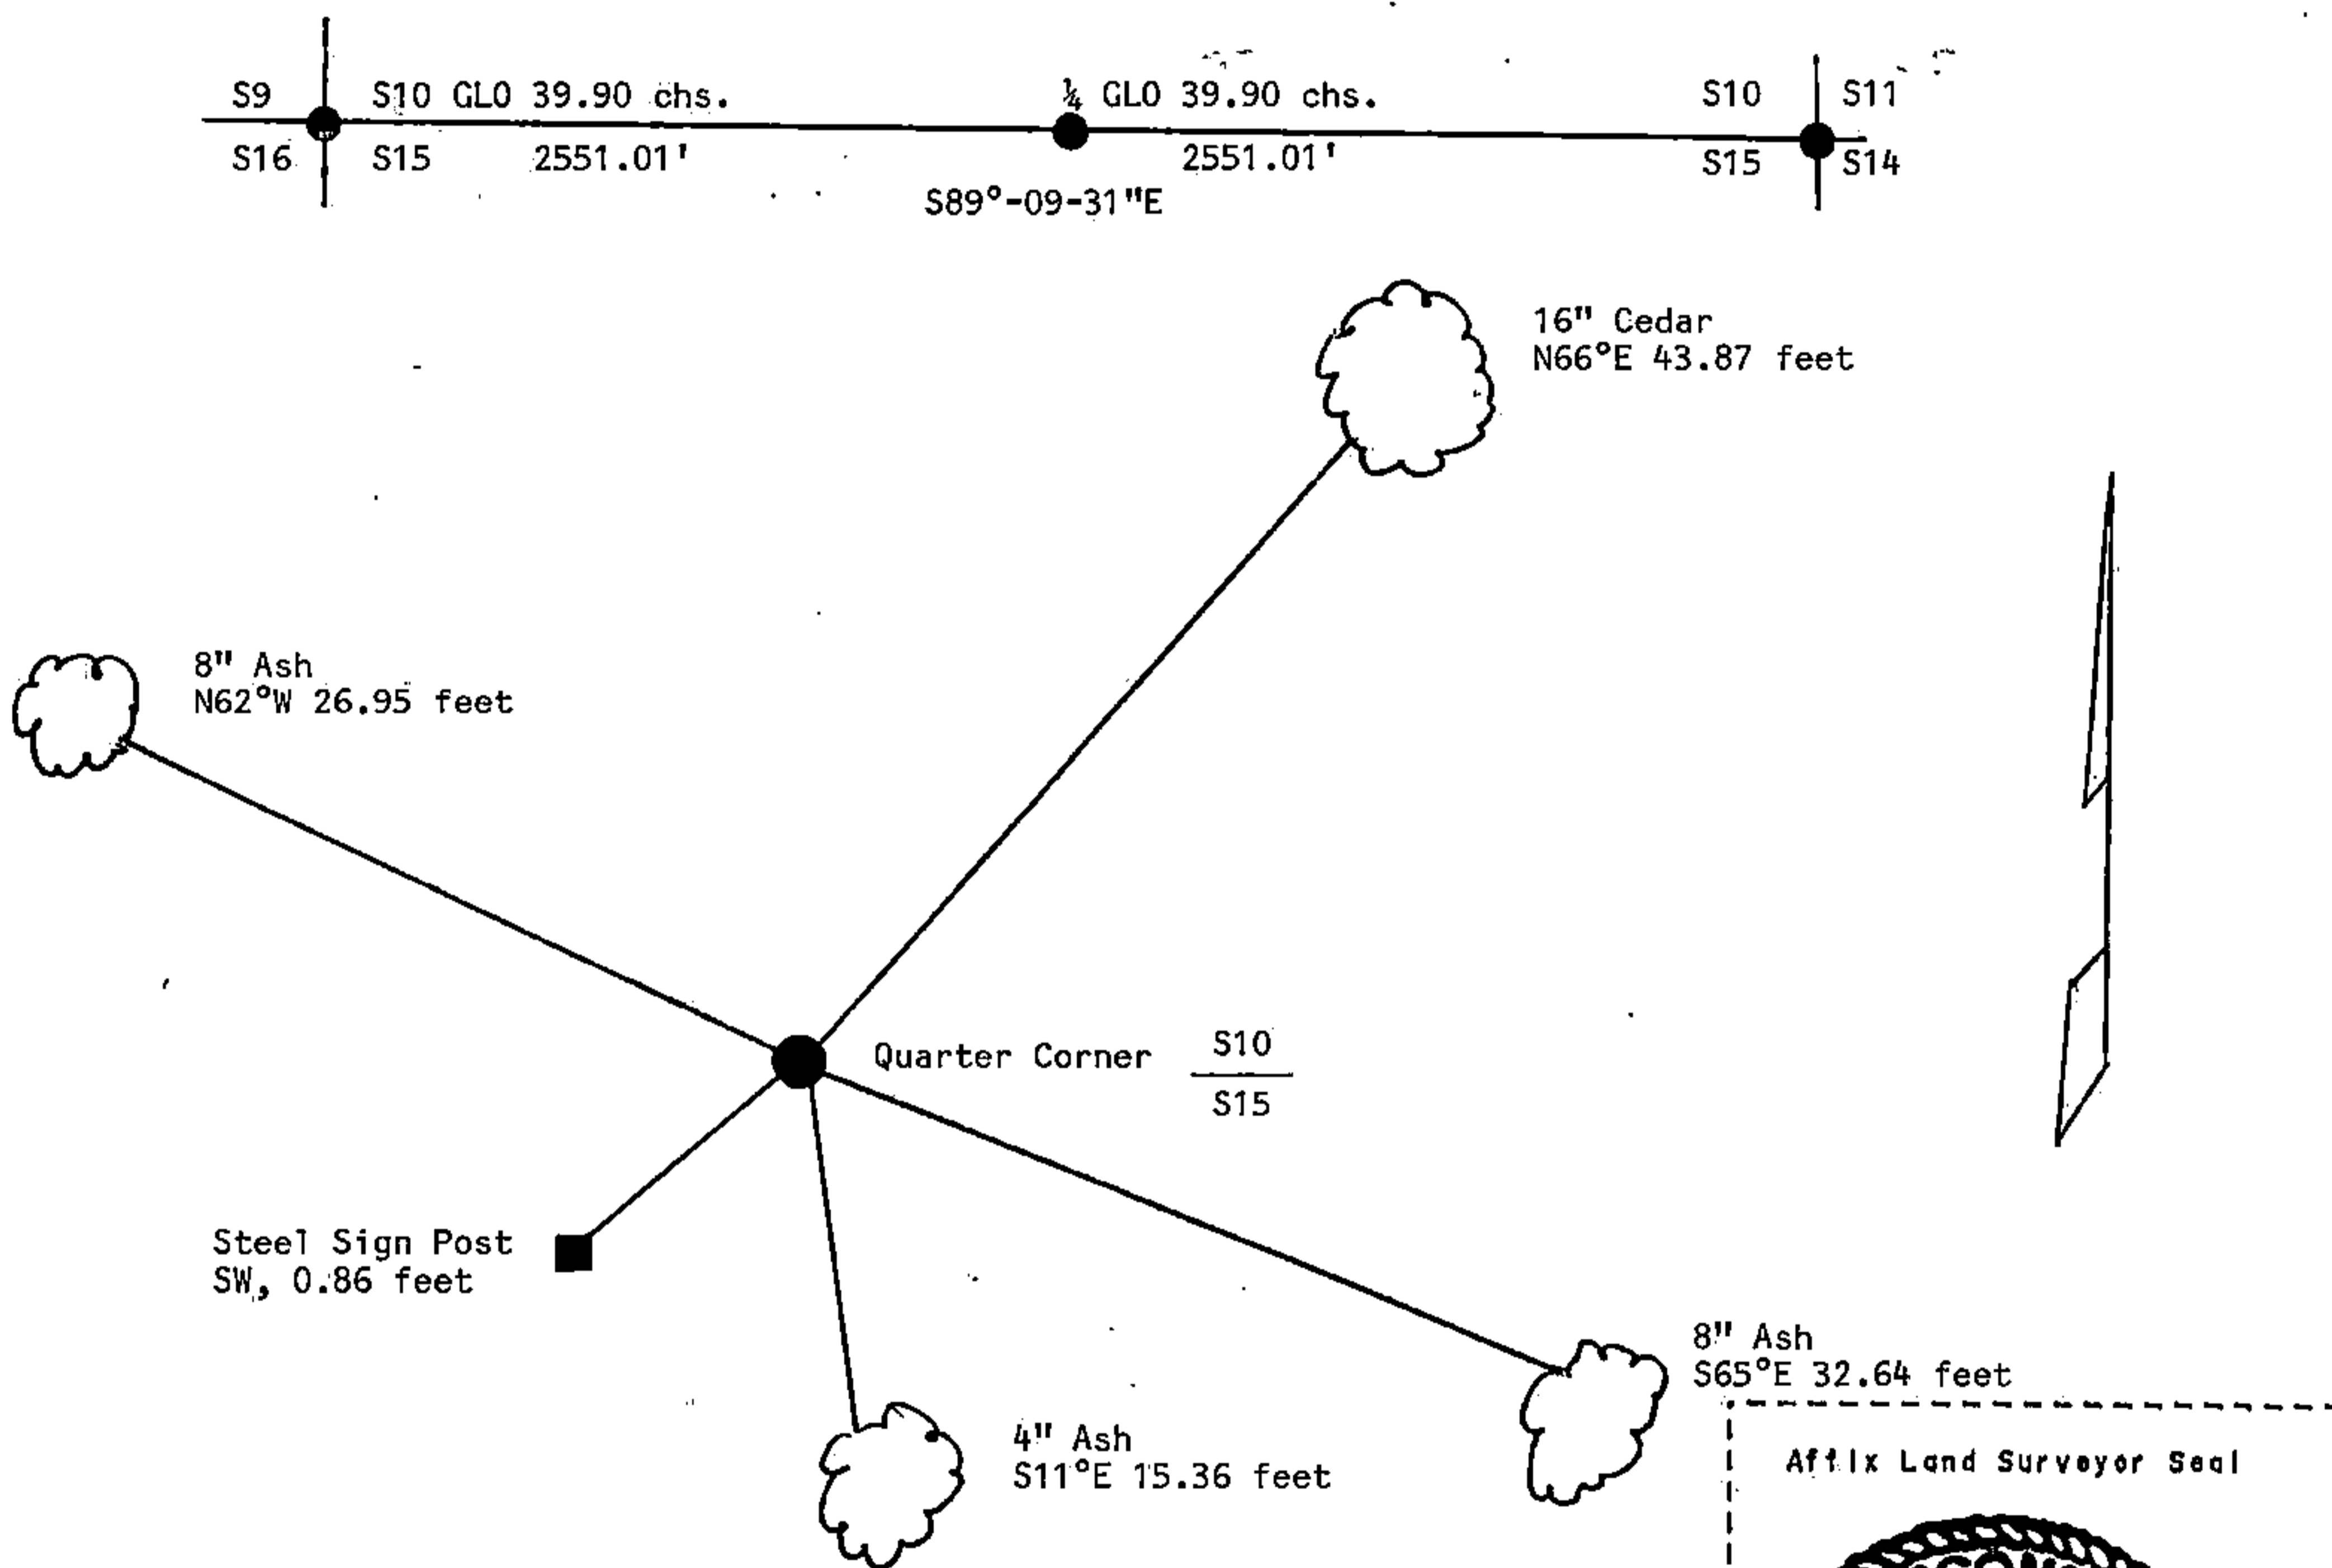 S9 S10 GLO 39.90 chs. ¼ GLO 39.90 chs. S10 S11
S16 S15 2551.01' 2551.01' S15 S14
S89°-09-31"E
16" Cedar
N66°E 43.87 feet
8" Ash
N62°W 26.95 feet
Quarter Corner S10
S15
Steel Sign Post
SW, 0.86 feet
8" Ash
S65°E 32.64 feet
4" Ash
S11°E 15.36 feet
Affix Land Surveyor Seal